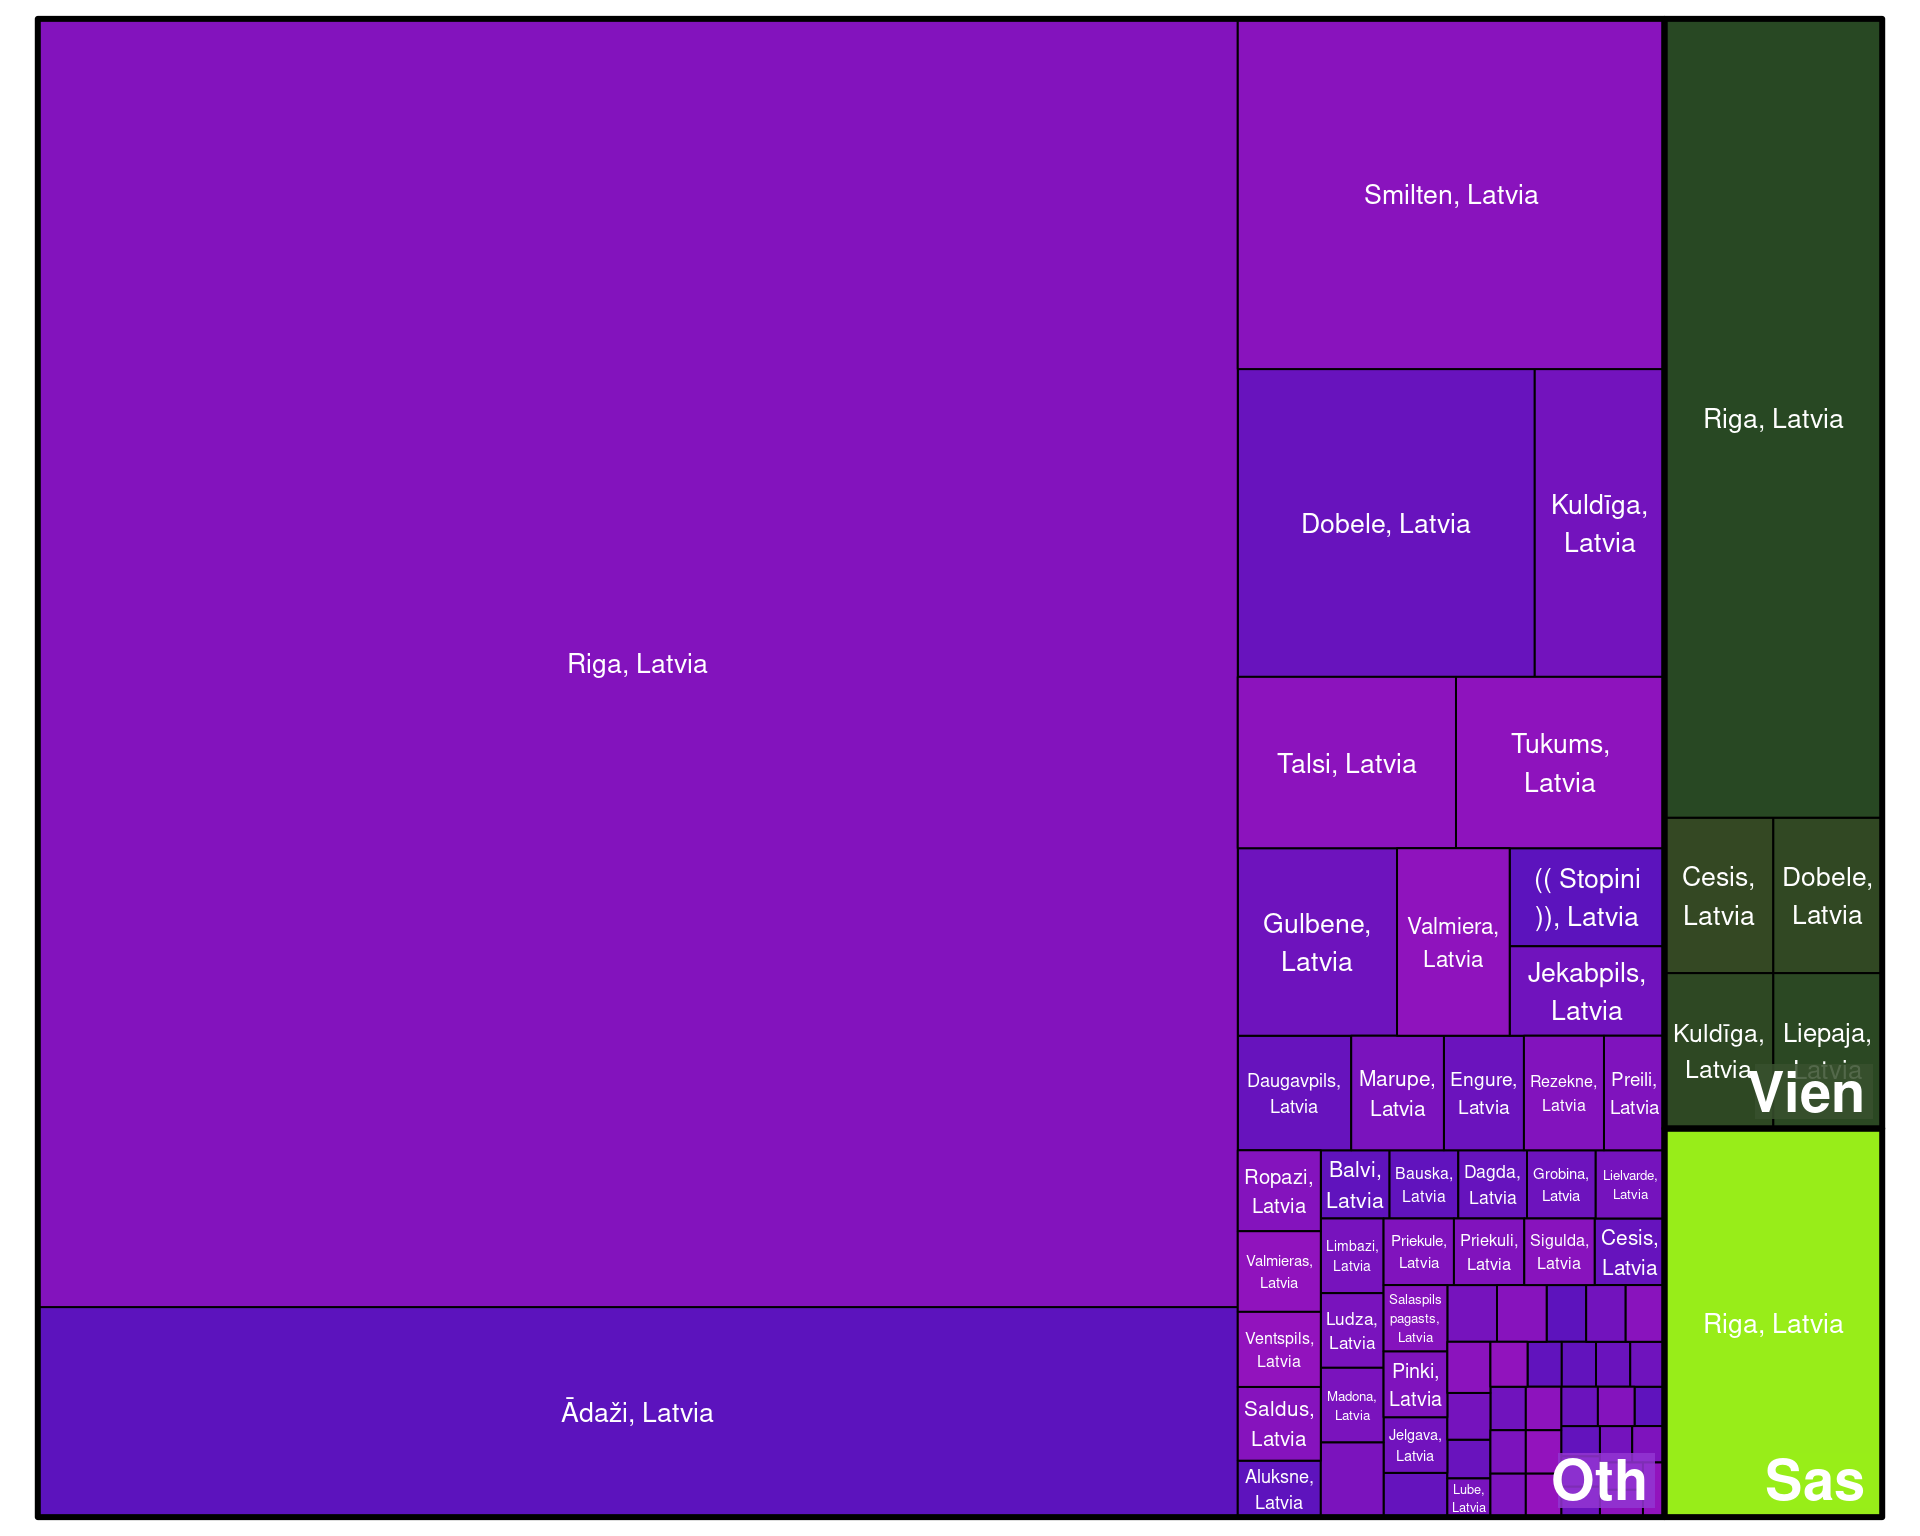 Riga, Latvia
Ādaži, Latvia
Smilten, Latvia
Dobele, Latvia
Kuldīga,
Latvia
Talsi, Latvia
Tukums,
Latvia
Gulbene,
Latvia
Valmiera,
Latvia
(( Stopini
)), Latvia
Jekabpils,
Latvia
Daugavpils,
Latvia
Marupe,
Latvia
Engure,
Latvia
Rezekne,
Latvia
Preili,
Latvia
Ropazi,
Latvia
Balvi,
Latvia
Bauska,
Latvia
Dagda,
Latvia
Grobina,
Latvia
Lielvarde,
Latvia
Valmieras,
Latvia
Limbazi,
Latvia
Priekule,
Latvia
Priekuli,
Latvia
Sigulda,
Latvia
Cesis,
Latvia
Ventspils,
Latvia
Ludza,
Latvia
Salaspils
pagasts,
Latvia
Pinki,
Latvia
Saldus,
Latvia
Madona,
Latvia
Jelgava,
Latvia
Aluksne,
Latvia
Lube,
Latvia
Oth
Riga, Latvia
Cesis,
Latvia
Dobele,
Latvia
Kuldīga,
Latvia
Liepaja,
Latvia
Vien
Riga, Latvia
Sas